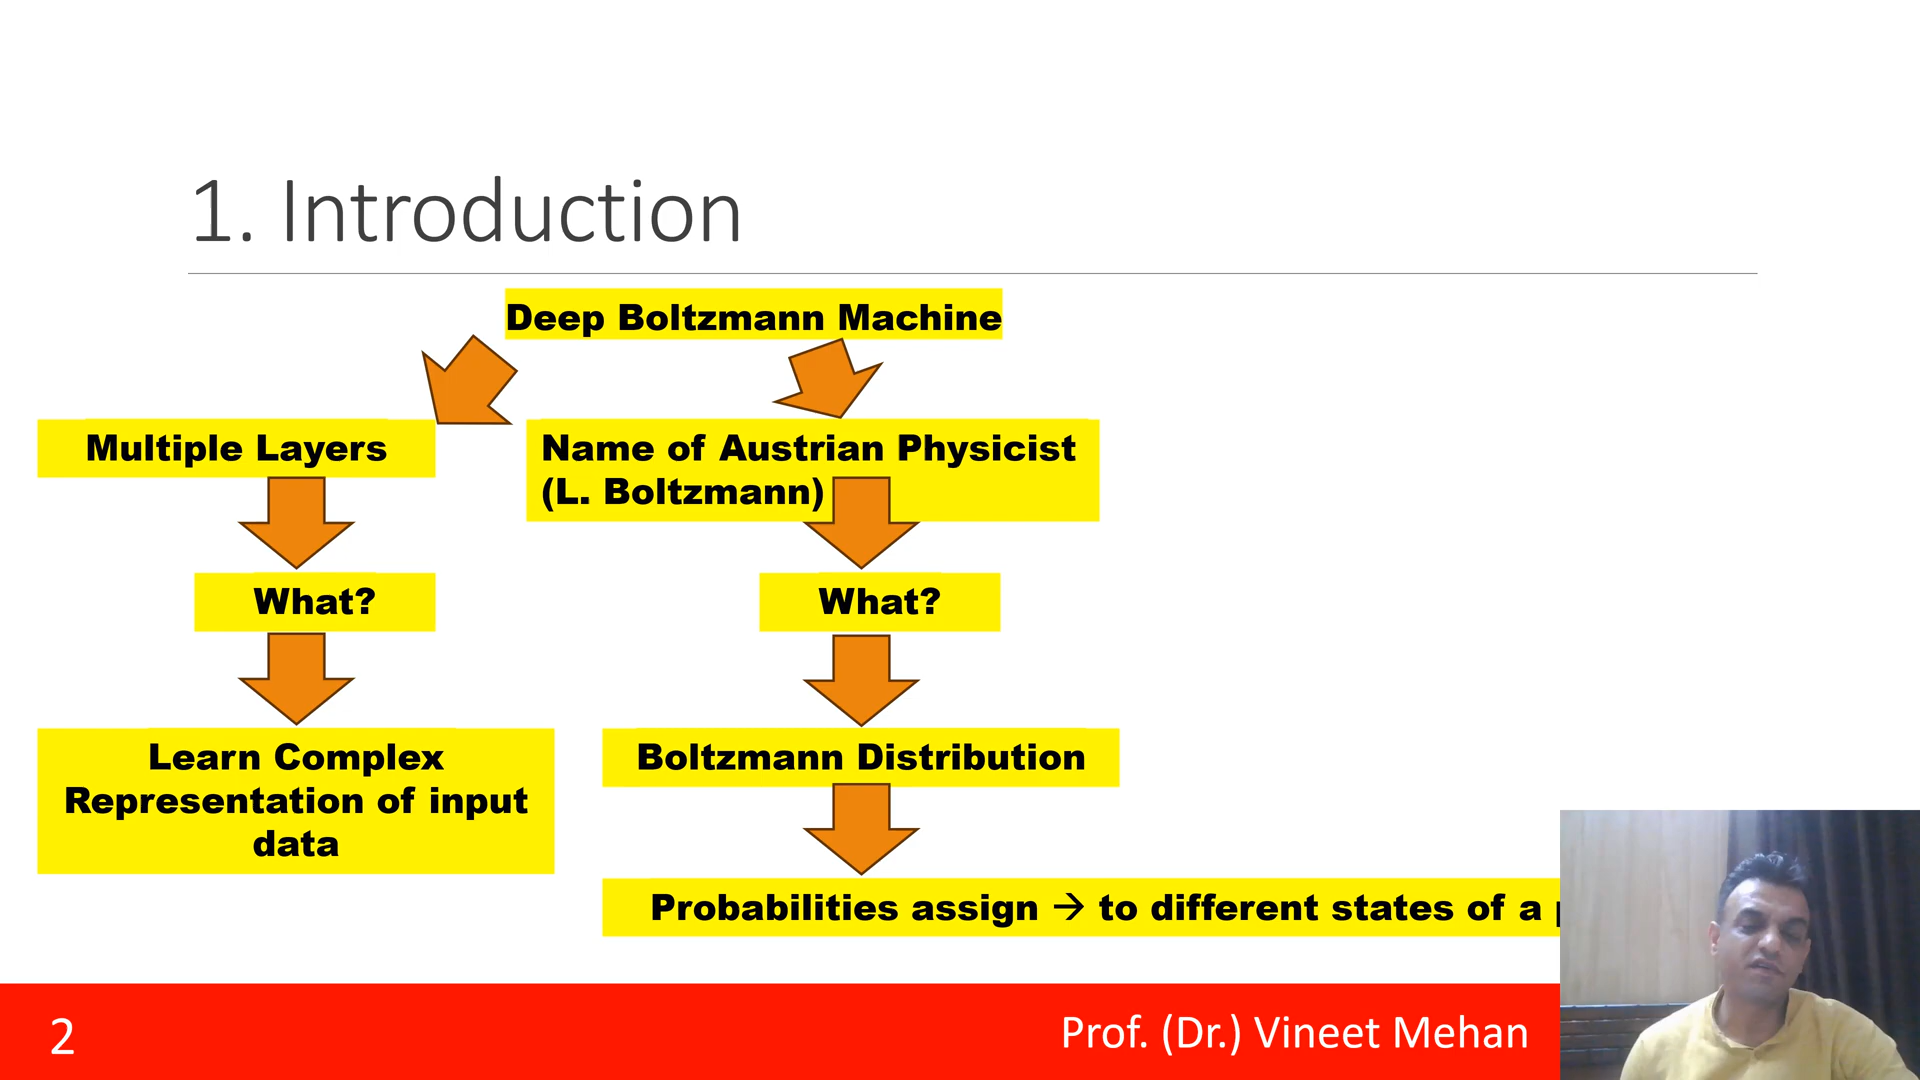 1. Introduction
Deep Boltzmann Machine
Multiple Layers
Name of Austrian Physicist
(L. Boltzmann)
What?
What?
Learn Complex
Representation of input
data
Boltzmann Distribution
Probabilities assign → to different states of a
2
Prof. (Dr.) Vineet Mehan